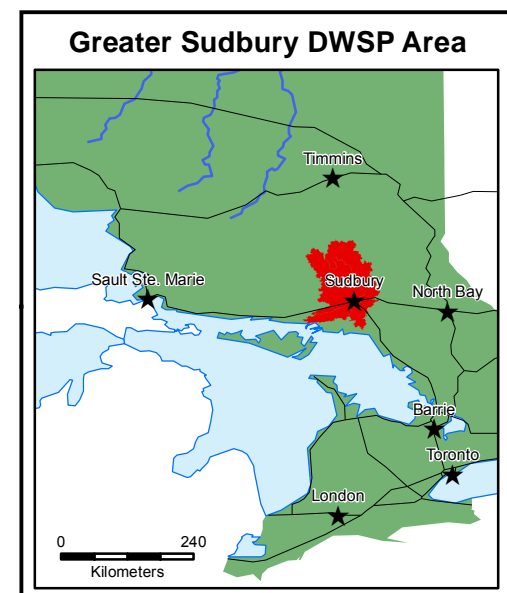 Greater Sudbury DWSP Area
Timmins
Sault Ste. Marie
Sudbury
North Bay
Barrie
Toronto
London
0 240
Kilometers